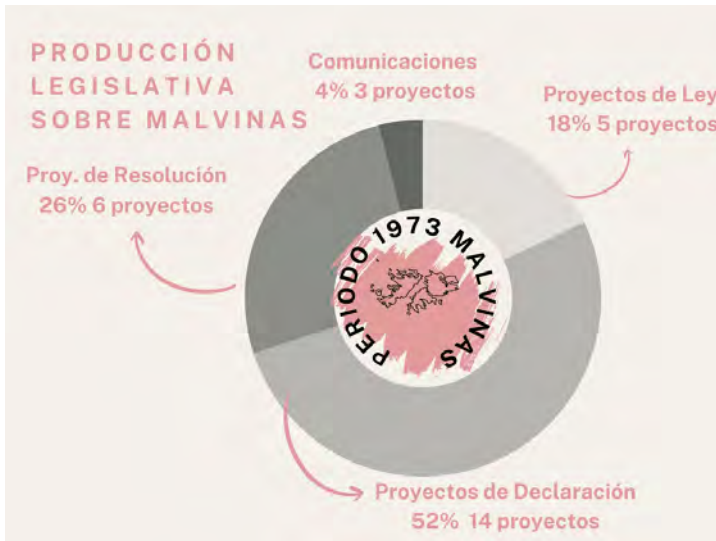 PRODUCCIÓN
LEGISLATIVA
SOBRE MALVINAS
Comunicaciones
4% 3 proyectos
Proyectos de Ley
18% 5 proyectos
Proy. de Resolución
26% 6 proyectos
PERIODO 1973 MALVINAS
Proyectos de Declaración
52% 14 proyectos